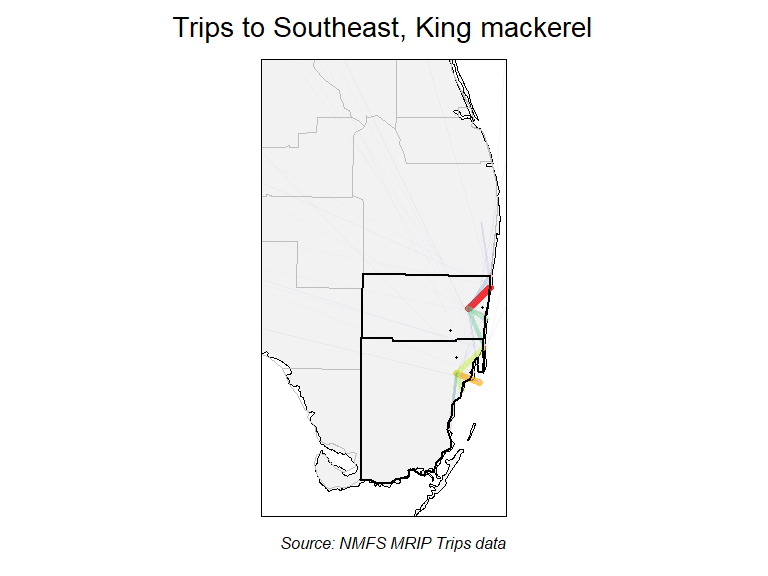 Trips to Southeast, King mackerel
Source: NMFS MRIP Trips data